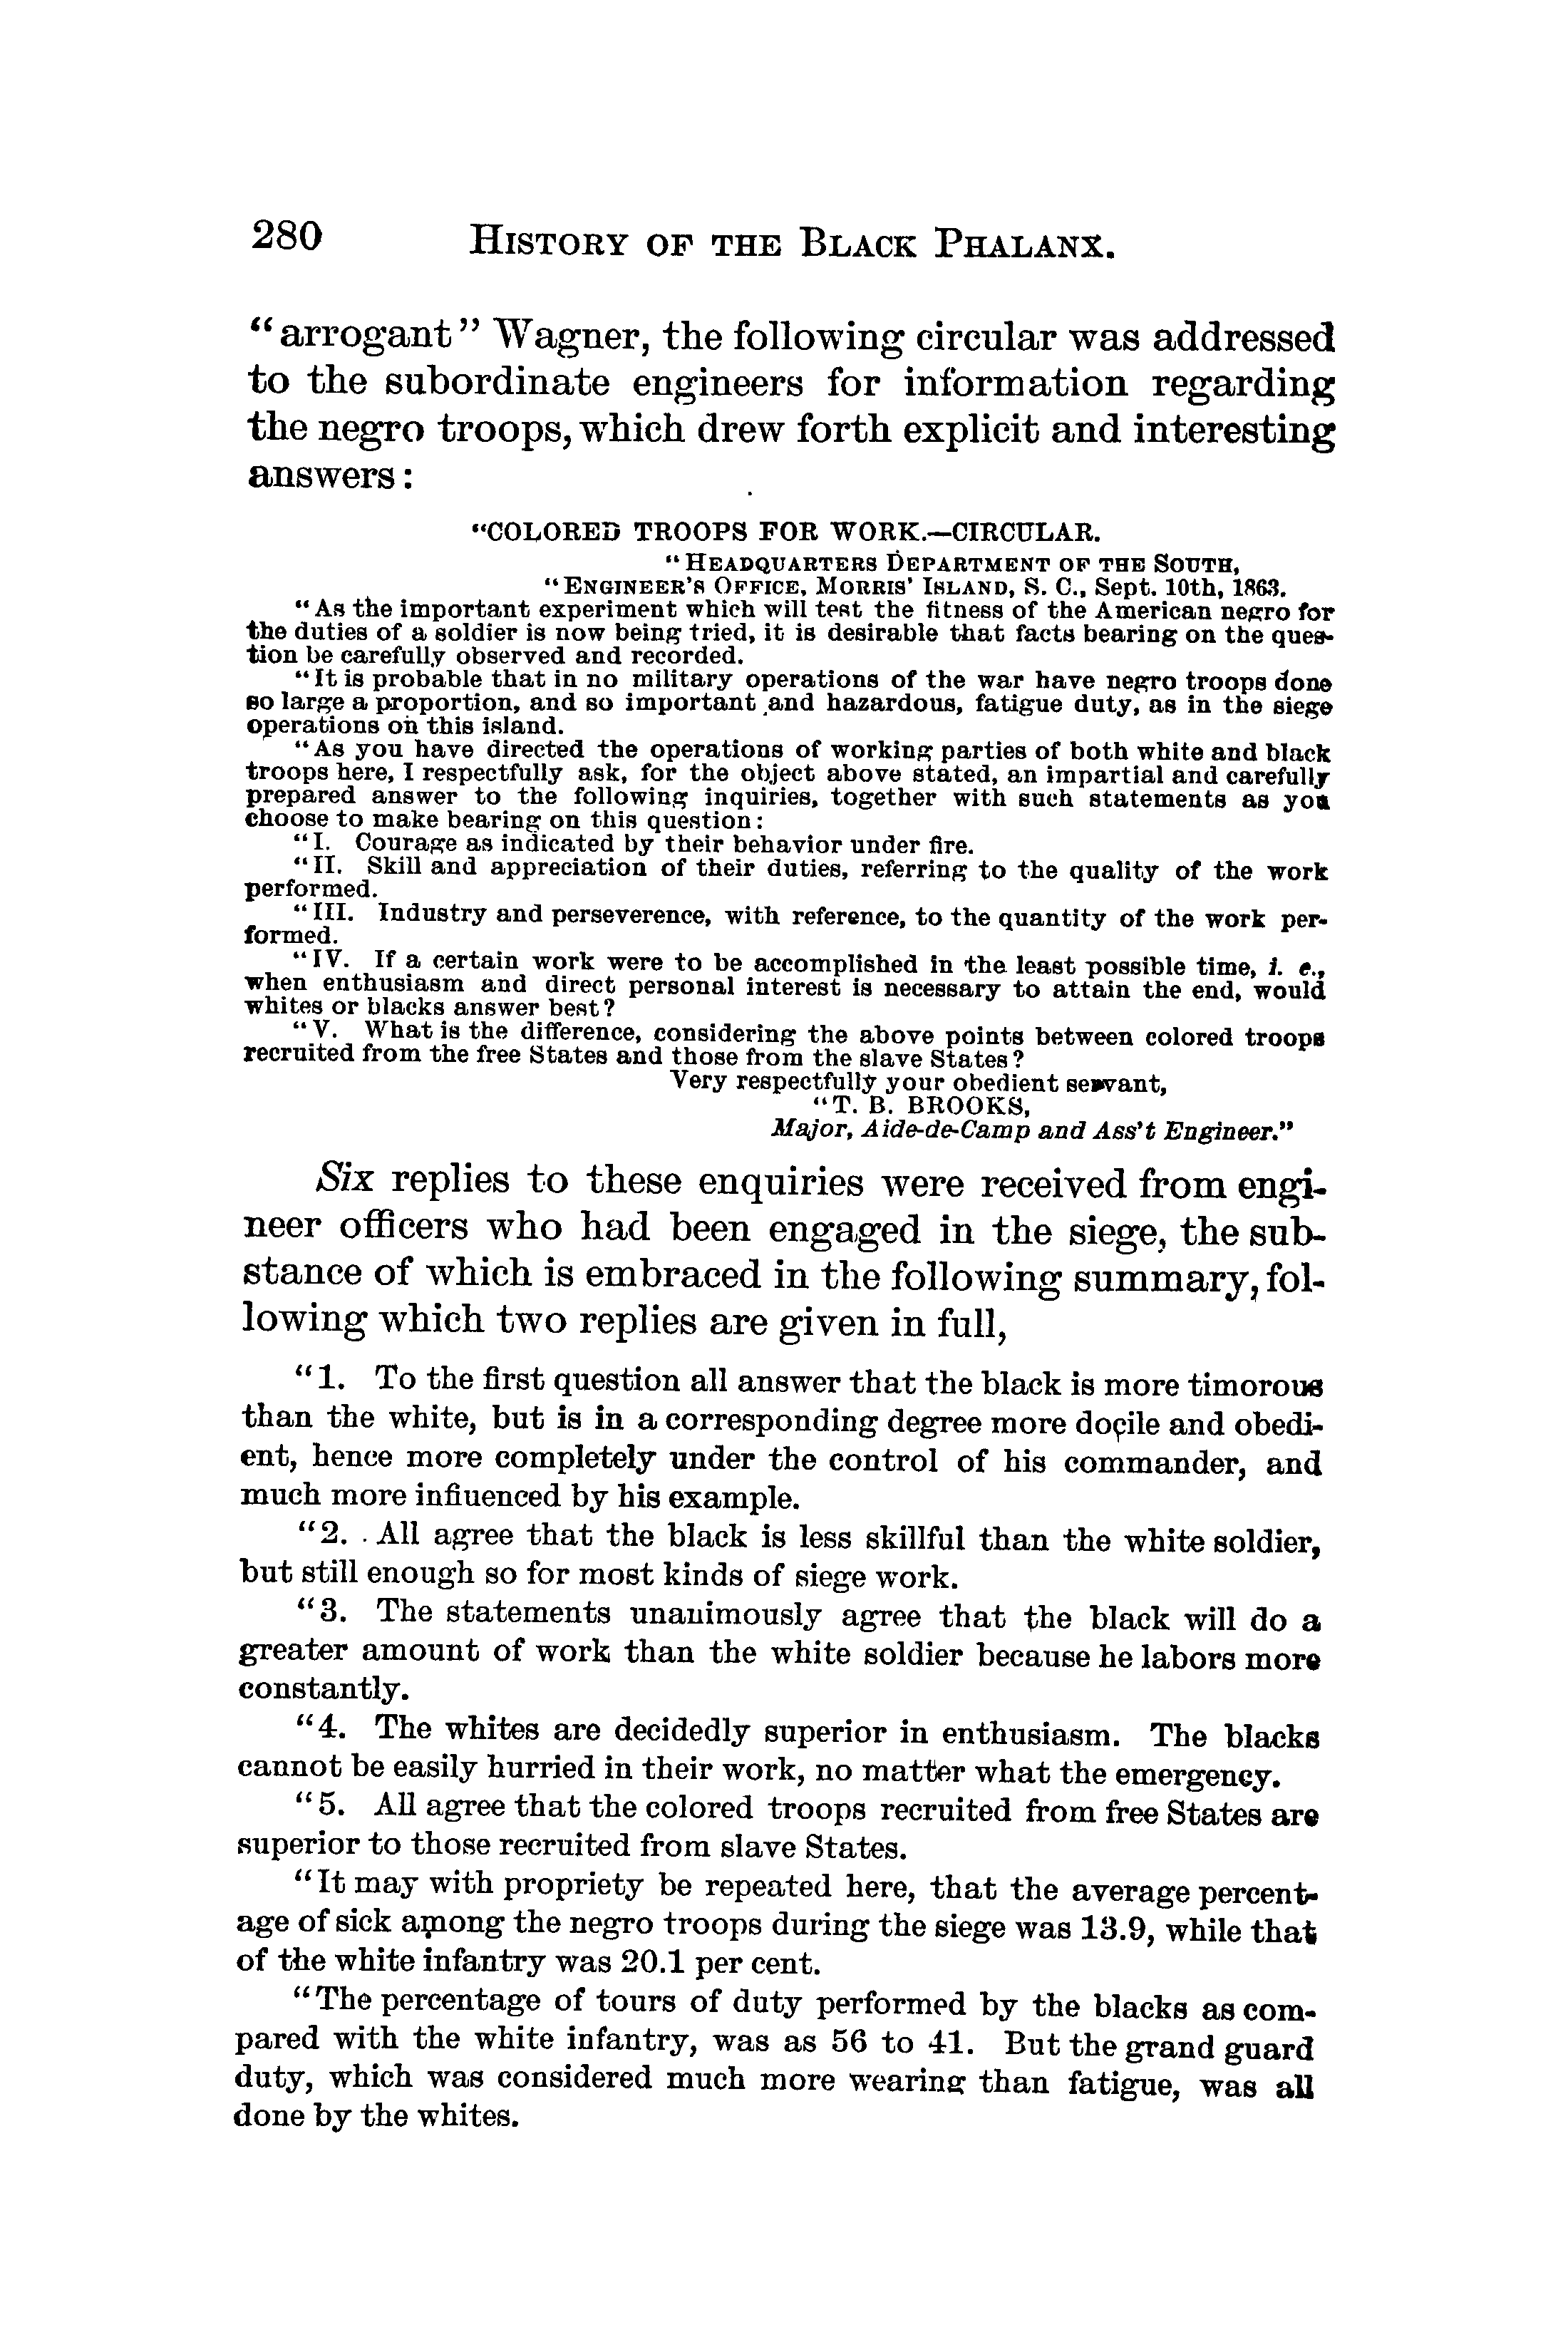 280 HISTORY OF THE BLACK PHALANX.
“arrogant” Wagner, the following circular was addressed
to the subordinate engineers for information regarding
the negro troops, which drew forth explicit and interesting
answers:
“COLORED TROOPS FOR WORK.—CIRCULAR.
“HEADQUARTERS DEPARTMENT OF THE SOUTH,
“ENGINEER'S OFFICE, MORRIS' ISLAND, S. C., Sept. 10th, 1863.
“As the important experiment which will test the fitness of the American negro for
the duties of a soldier is now being tried, it is desirable that facts bearing on the ques-
tion be carefully observed and recorded.
“It is probable that in no military operations of the war have negro troops done
so large a proportion, and so important and hazardous, fatigue duty, as in the siege
operations on this island.
“As you have directed the operations of working parties of both white and black
troops here, I respectfully ask, for the object above stated, an impartial and carefully
prepared answer to the following inquiries, together with such statements as you
choose to make bearing on this question:
“I. Courage as indicated by their behavior under fire.
“II. Skill and appreciation of their duties, referring to the quality of the work
performed.
“III. Industry and perseverence, with reference, to the quantity of the work per-
formed.
“IV. If a certain work were to be accomplished in the least possible time, i. e.,
when enthusiasm and direct personal interest is necessary to attain the end, would
whites or blacks answer best?
“V. What is the difference, considering the above points between colored troops
recruited from the free States and those from the slave States?
Very respectfully your obedient servant,
“T. B. BROOKS,
Major, Aide-de-Camp and Ass't Engineer.”
Six replies to these enquiries were received from engi-
neer officers who had been engaged in the siege, the sub-
stance of which is embraced in the following summary, fol-
lowing which two replies are given in full,
“1. To the first question all answer that the black is more timorous
than the white, but is in a corresponding degree more docile and obedi-
ent, hence more completely under the control of his commander, and
much more influenced by his example.
“2. All agree that the black is less skillful than the white soldier,
but still enough so for most kinds of siege work.
“3. The statements unanimously agree that the black will do a
greater amount of work than the white soldier because he labors more
constantly.
“4. The whites are decidedly superior in enthusiasm. The blacks
cannot be easily hurried in their work, no matter what the emergency.
“5. All agree that the colored troops recruited from free States are
superior to those recruited from slave States.
“It may with propriety be repeated here, that the average percent-
age of sick among the negro troops during the siege was 13.9, while that
of the white infantry was 20.1 per cent.
“The percentage of tours of duty performed by the blacks as com-
pared with the white infantry, was as 56 to 41. But the grand guard
duty, which was considered much more wearing than fatigue, was all
done by the whites.